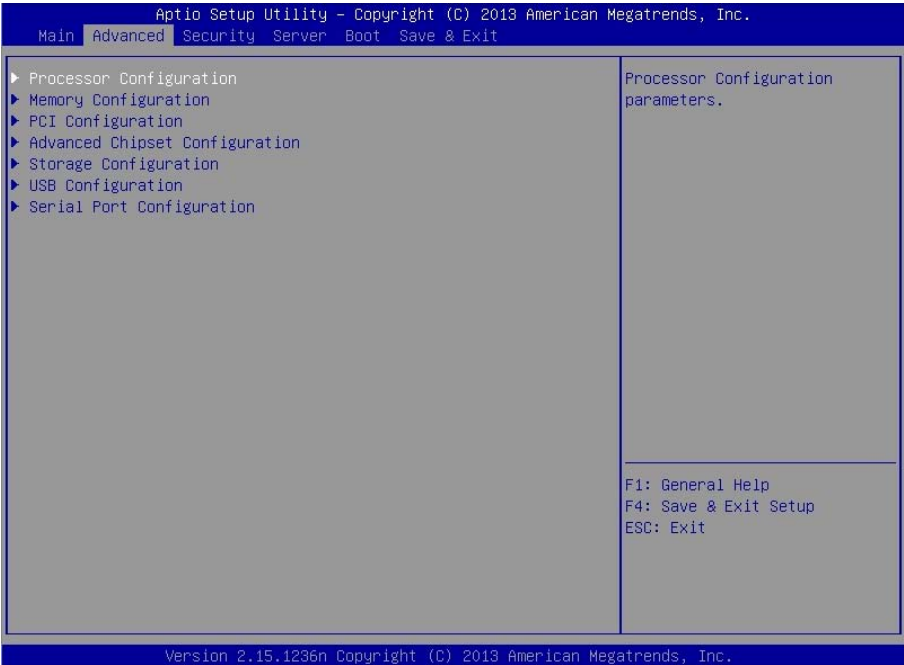 Aptio Setup Utility – Copyright (C) 2013 American Megatrends, Inc.
Main Advanced Security Server Boot Save & Exit
Processor Configuration
Memory Configuration
PCI Configuration
Advanced Chipset Configuration
Storage Configuration
USB Configuration
Serial Port Configuration
Processor Configuration
parameters.
F1: General Help
F4: Save & Exit Setup
ESC: Exit
Version 2.15.1236n Copyright (C) 2013 American Megatrends, Inc.